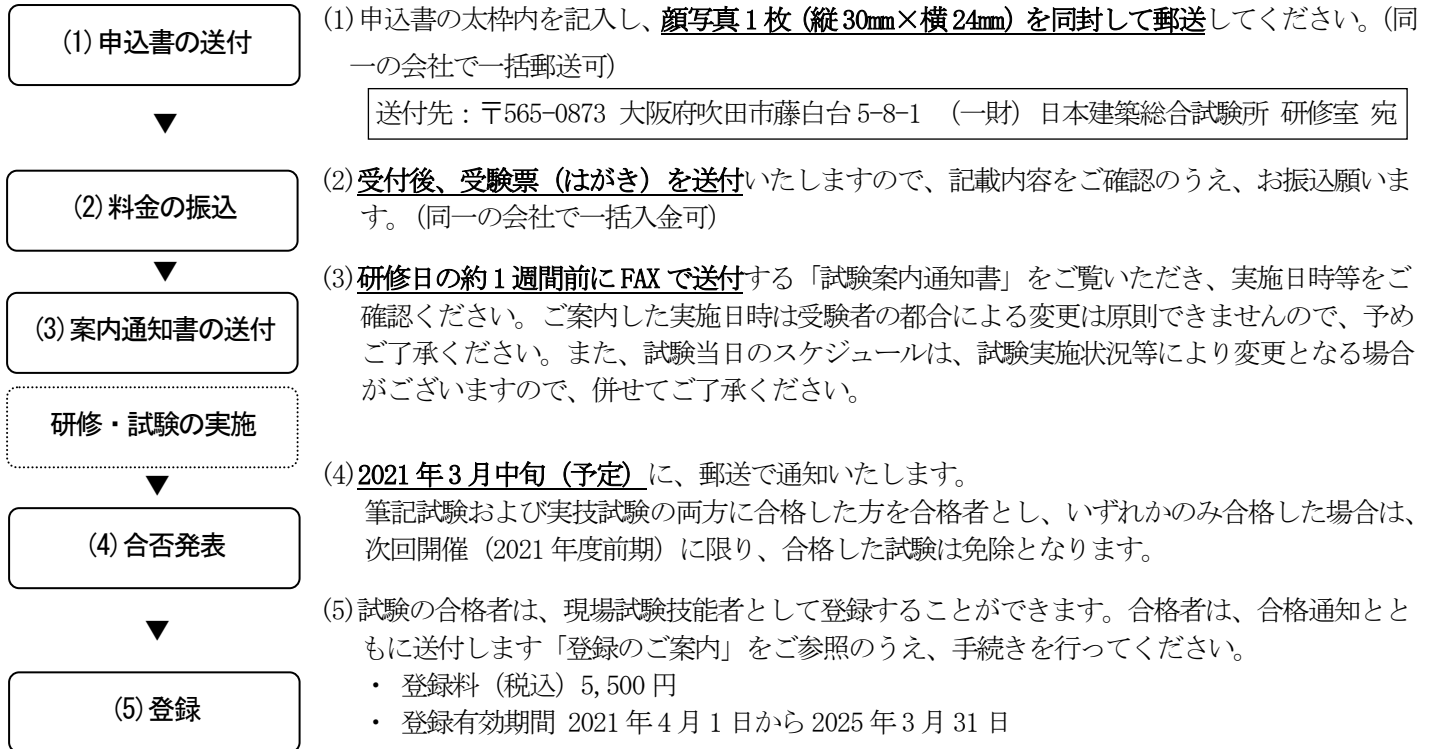 (1)申込書の送付
▼
(2)料金の振込
▼
(3)案内通知書の送付
研修・試験の実施
▼
(4)合否発表
▼
(5)登録
(1)申込書の太枠内を記入し、顔写真1枚(縦30㎜×横24㎜)を同封して郵送してください。(同
一の会社で一括郵送可)
送付先:〒565-0873 大阪府吹田市藤白台5-8-1 (一財)日本建築総合試験所 研修室 宛
(2)受付後、受験票(はがき)を送付いたしますので、記載内容をご確認のうえ、お振込願いま
す。(同一の会社で一括入金可)
(3)研修日の約1週間前にFAXで送付する「試験案内通知書」をご覧いただき、実施日時等をご
確認ください。ご案内した実施日時は受験者の都合による変更は原則できませんので、予め
ご了承ください。また、試験当日のスケジュールは、試験実施状況等により変更となる場合
がございますので、併せてご了承ください。
(4)2021年3月中旬(予定)に、郵送で通知いたします。
筆記試験および実技試験の両方に合格した方を合格者とし、いずれかのみ合格した場合は、
次回開催(2021年度前期)に限り、合格した試験は免除となります。
(5)試験の合格者は、現場試験技能者として登録することができます。合格者は、合格通知とと
もに送付します「登録のご案内」をご参照のうえ、手続きを行ってください。
・ 登録料(税込)5,500円
・ 登録有効期間 2021年4月1日から2025年3月31日